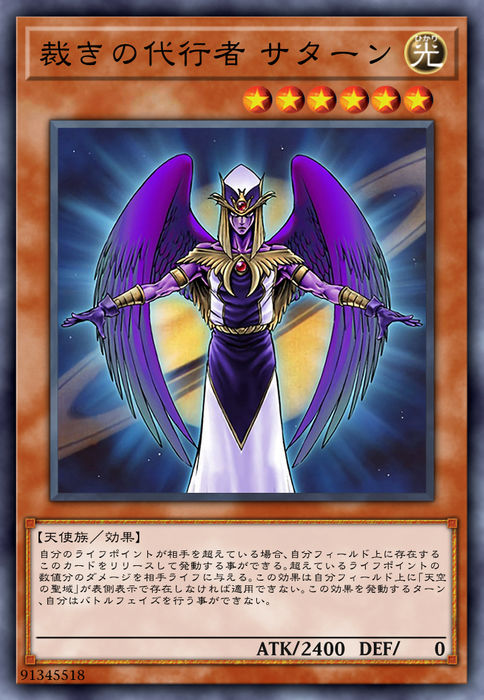 裁きの代行者 サターン
ひかり
光
【天使族／効果】
自分のライフポイントが相手を超えている場合、自分フィールド上に存在する
このカードをリリースして発動する事ができる。超えているライフポイントの
数値分のダメージを相手ライフに与える。この効果は自分フィールド上に「天空
の聖域」が表側表示で存在しなければ適用できない。この効果を発動するターン
、自分はバトルフェイズを行う事ができない。
ATK/2400 DEF/ 0
91345518